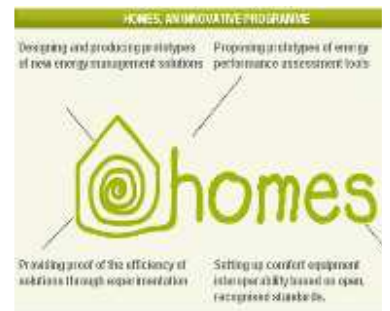 HOMES, AN INNOVATIVE PROGRAMME
Designing and producing prototypes
of new energy management solutions
Proposing prototypes of energy
performance assessment tools
homes
Providing proof of the efficiency of
solutions through experimentation
Setting up comfort equipment
interoperability based on open,
recognised standards.